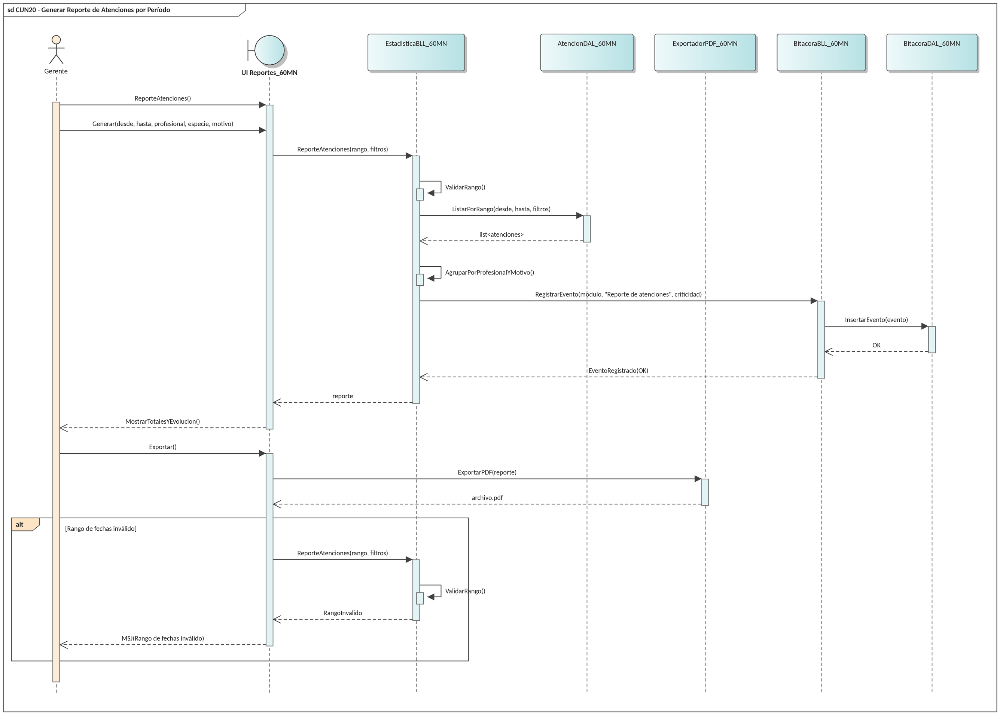 sd CUN20 - Generar Reporte de Atenciones por Período
Gerente
UI Reportes_60MN
EstadisticaBLL_60MN
AtencionDAL_60MN
ExportadorPDF_60MN
BitacoraBLL_60MN
BitacoraDAL_60MN
ReporteAtenciones()
Generar(desde, hasta, profesional, especie, motivo)
ReporteAtenciones(rango, filtros)
ValidarRango()
ListarPorRango(desde, hasta, filtros)
list<atenciones>
AgruparPorProfesionalYMotivo()
RegistrarEvento(modulo, "Reporte de atenciones", criticidad)
InsertarEvento(evento)
OK
EventoRegistrado(OK)
reporte
MostrarTotalesYEvolucion()
Exportar()
ExportarPDF(reporte)
archivo.pdf
alt
[Rango de fechas inválido]
ReporteAtenciones(rango, filtros)
ValidarRango()
RangoInvalido
MSJ(Rango de fechas inválido)